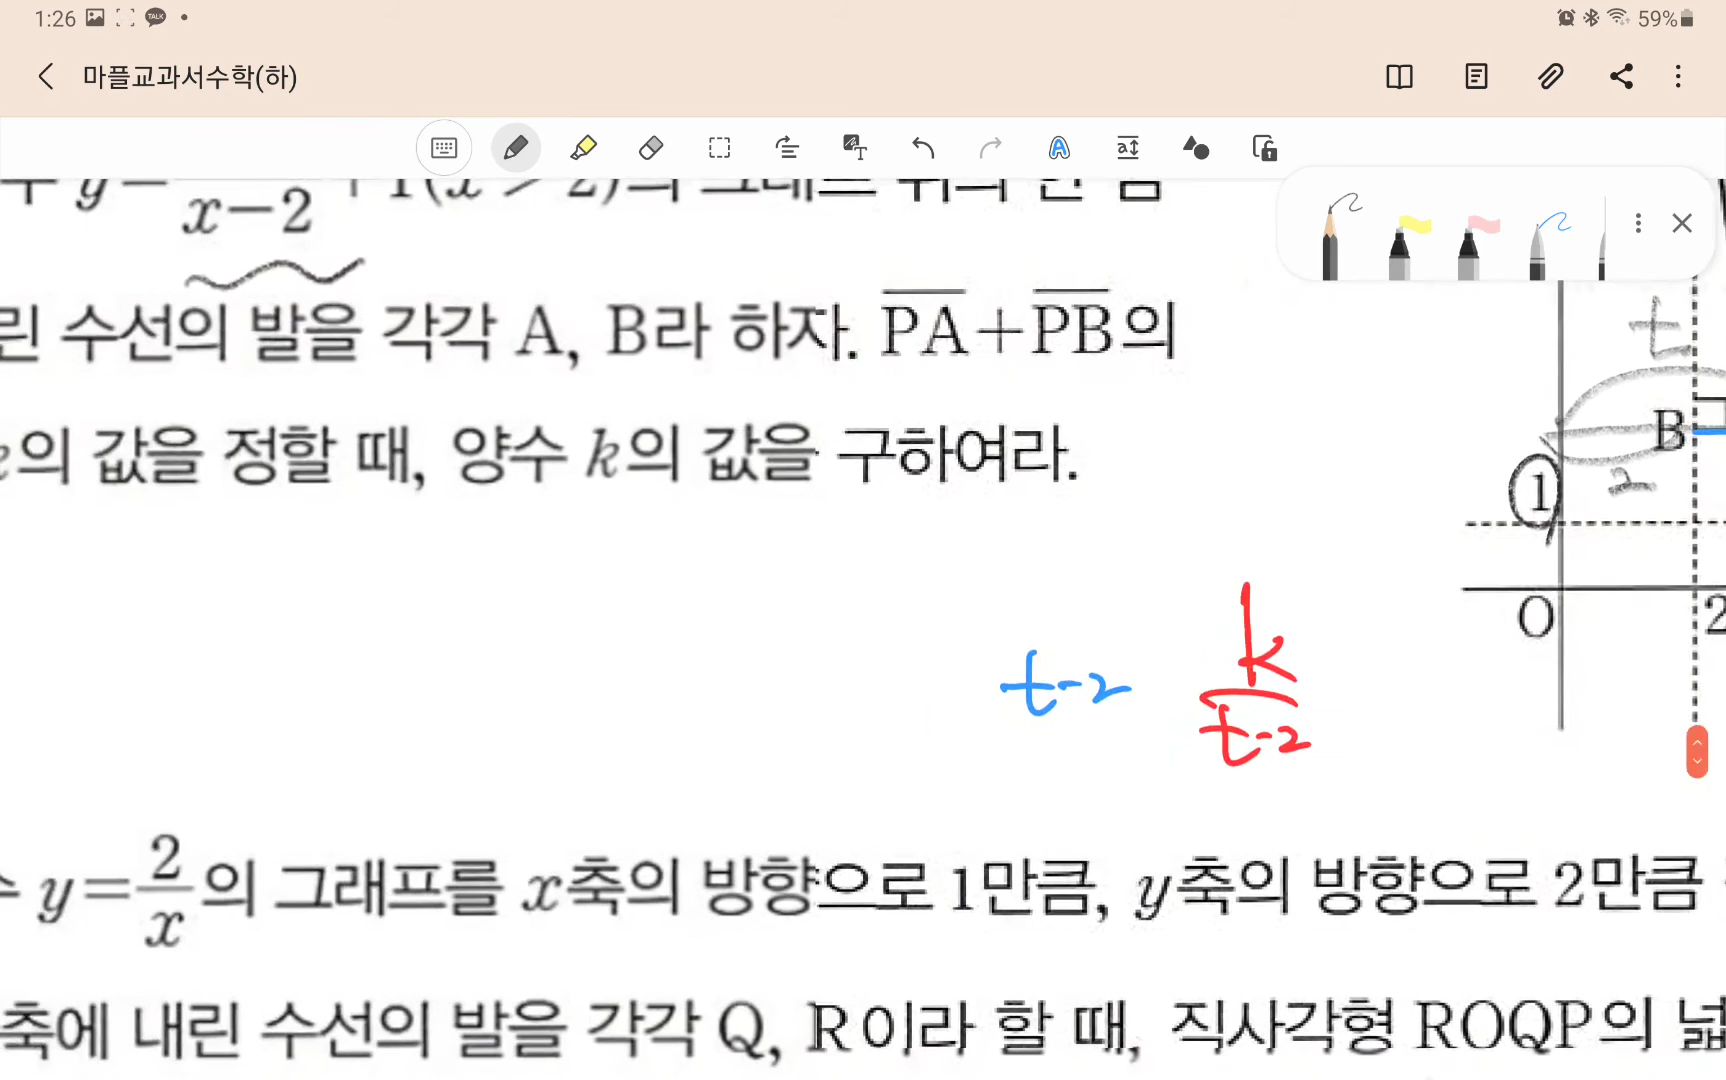 1:26 TALK 59%
마플교과서수학(하)
x-2
린 수선의 발을 각각 A, B라 하자. PA+PB의
의 값을 정할 때, 양수 k의 값을 구하여라.
t
B
2
1
O 2
t-2 k/t-2
y=2/x의 그래프를 x축의 방향으로 1만큼, y축의 방향으로 2만큼
축에 내린 수선의 발을 각각 Q, R이라 할 때, 직사각형 ROQP의